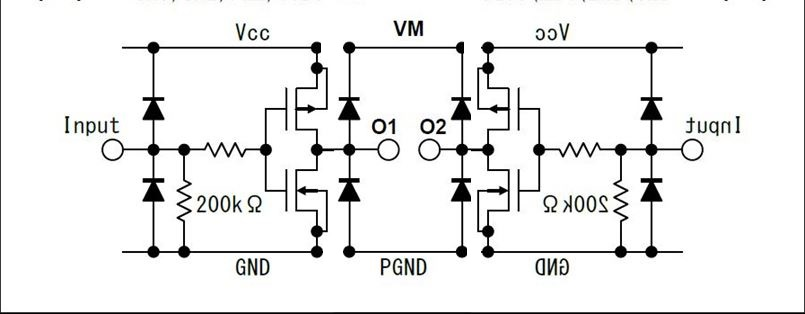 Vcc VM Vcc
Input O1 O2 Input
200kΩ 200kΩ
GND PGND GND